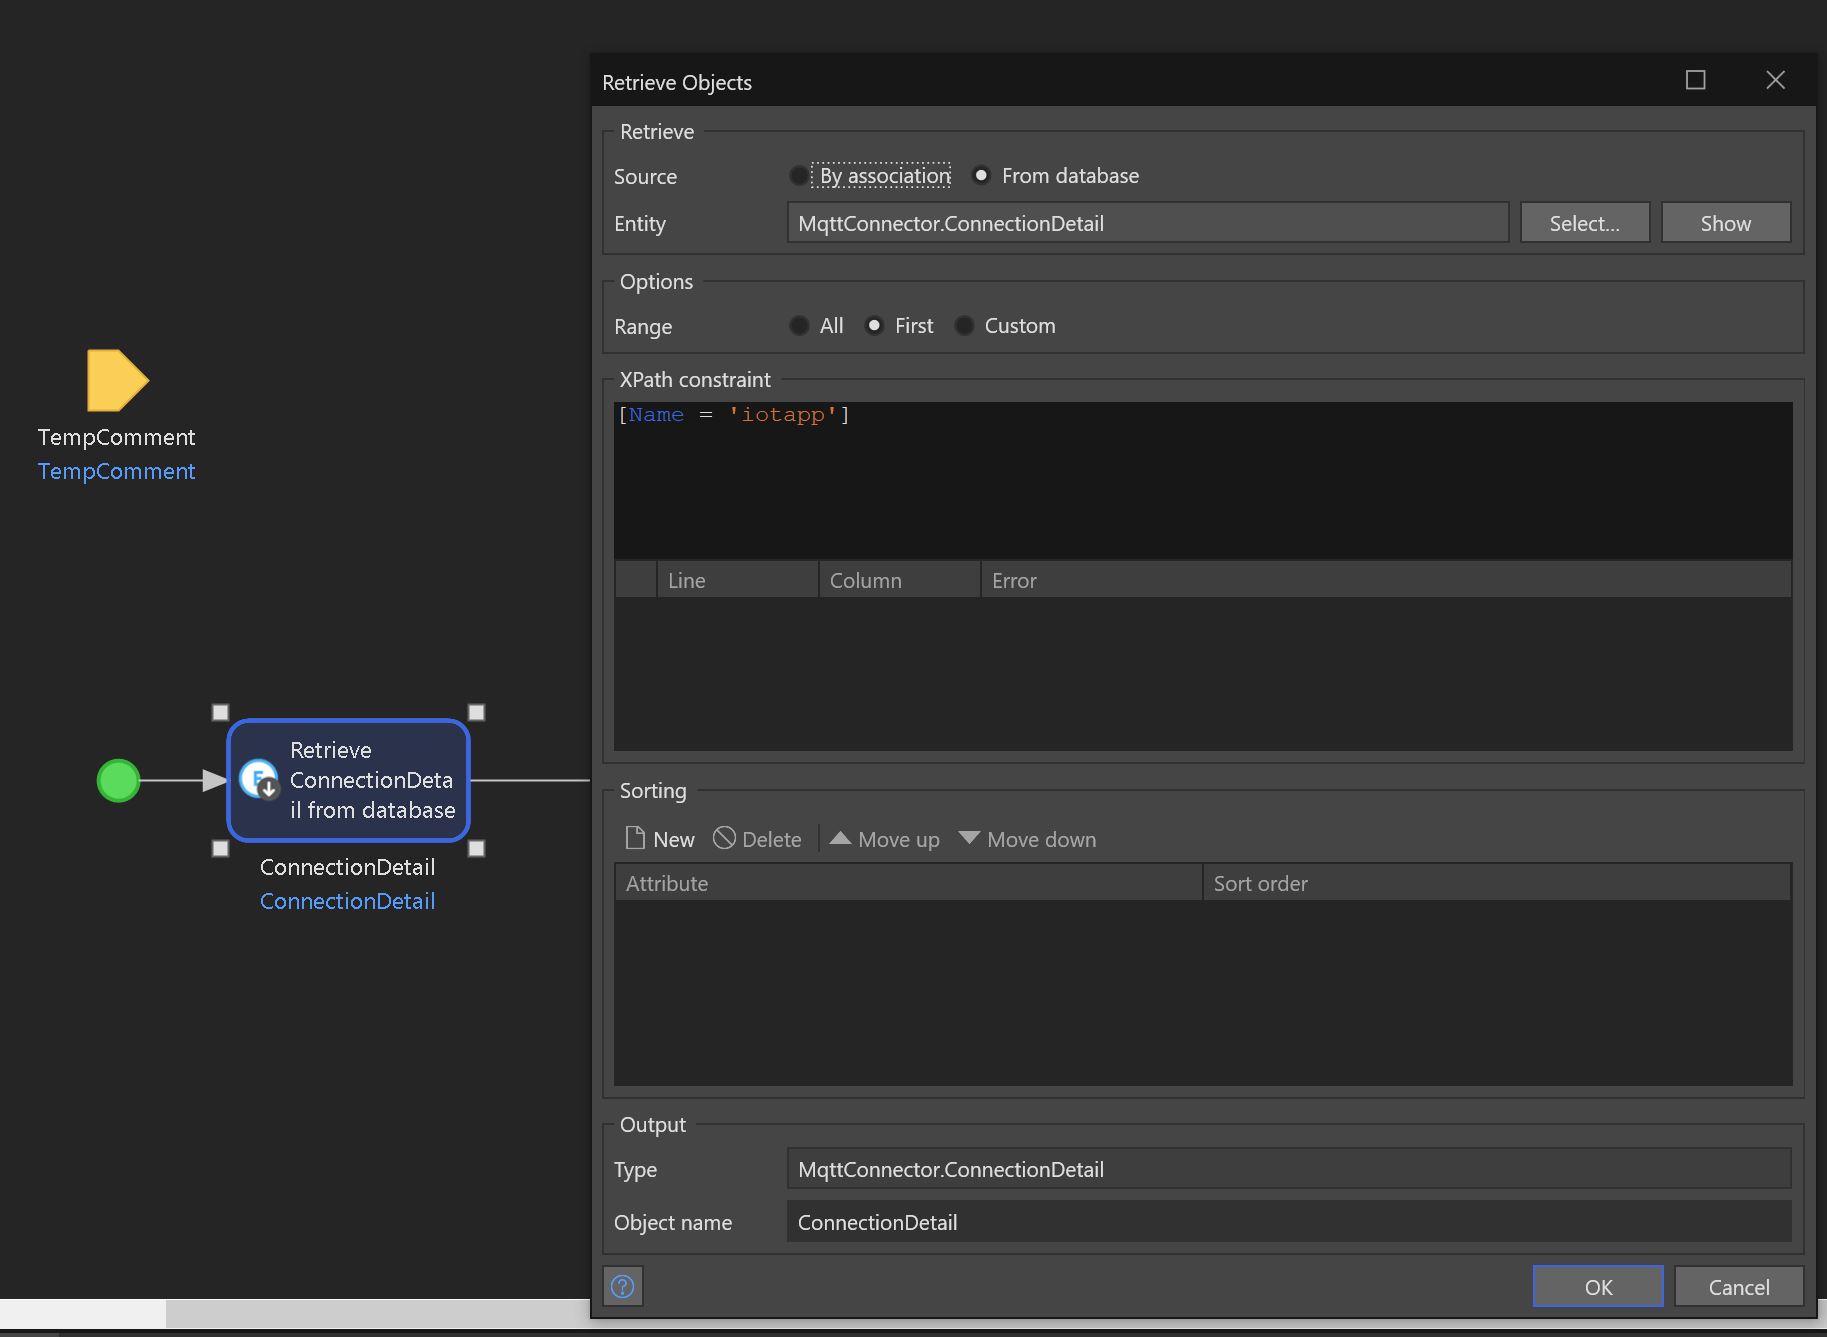 Retrieve Objects
Retrieve
Source
By association
From database
Entity
MqttConnector.ConnectionDetail
Select...
Show
Options
Range
All
First
Custom
XPath constraint
[Name = 'iotapp']
Line
Column
Error
Sorting
New
Delete
Move up
Move down
Attribute
Sort order
Output
Type
MqttConnector.ConnectionDetail
Object name
ConnectionDetail
?
OK
Cancel
TempComment
TempComment
E
Retrieve
ConnectionDeta
il from database
ConnectionDetail
ConnectionDetail